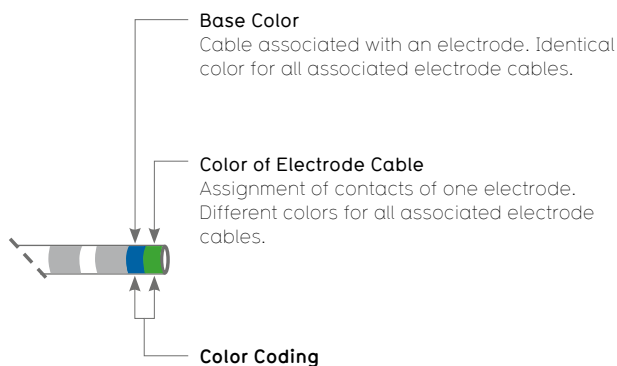 Base Color
Cable associated with an electrode. Identical
color for all associated electrode cables.
Color of Electrode Cable
Assignment of contacts of one electrode.
Different colors for all associated electrode
cables.
Color Coding